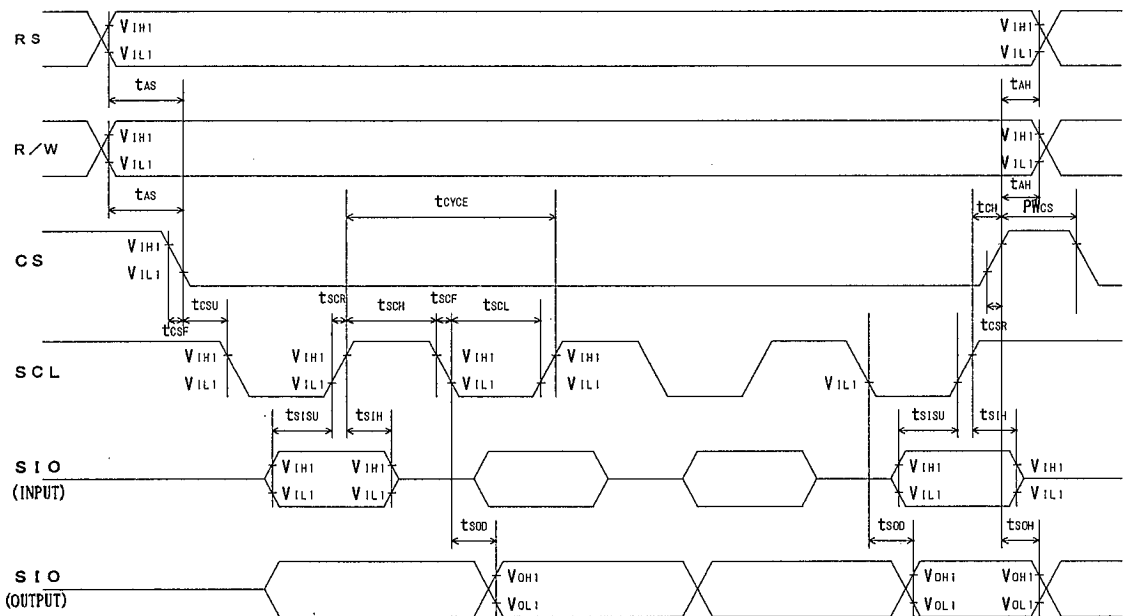 RS VIH1 VIH1
VIL1 VIL1
tAS tAH
R/W VIH1 VIH1
VIL1 VIL1
tAS tAH
tCYCE tCH PWCS
CS VIH1
VIL1
tCSU tSCR tSCH tSCF tSCL
tCSF tCSR
SCL VIH1 VIH1 VIH1 VIH1
VIL1 VIL1 VIL1 VIL1
tSISU tSIH tSISU tSIH
SIO VIH1 VIH1 VIH1 VIH1
(INPUT) VIL1 VIL1 VIL1 VIL1
tSOD tSOD tSOH
SIO VOH1 VOH1 VOH1
(OUTPUT) VOL1 VOL1 VOL1